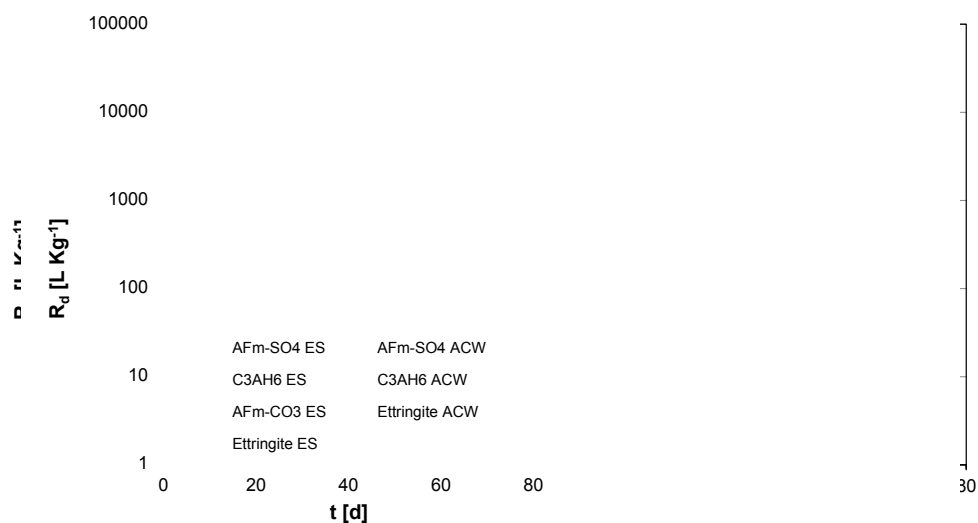 100000
10000
1000
100
10
1
R_d [L Kg⁻¹]
AFm-SO4 ES AFm-SO4 ACW
C3AH6 ES C3AH6 ACW
AFm-CO3 ES Ettringite ACW
Ettringite ES
0 20 40 60 80
t [d]